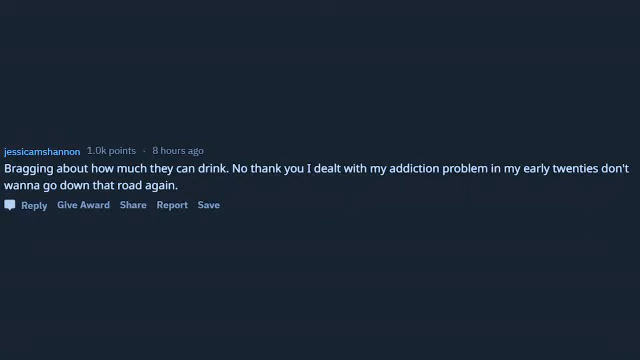 jessicamshannon 1.0k points · 8 hours ago
Bragging about how much they can drink. No thank you I dealt with my addiction problem in my early twenties don't
wanna go down that road again.
Reply Give Award Share Report Save